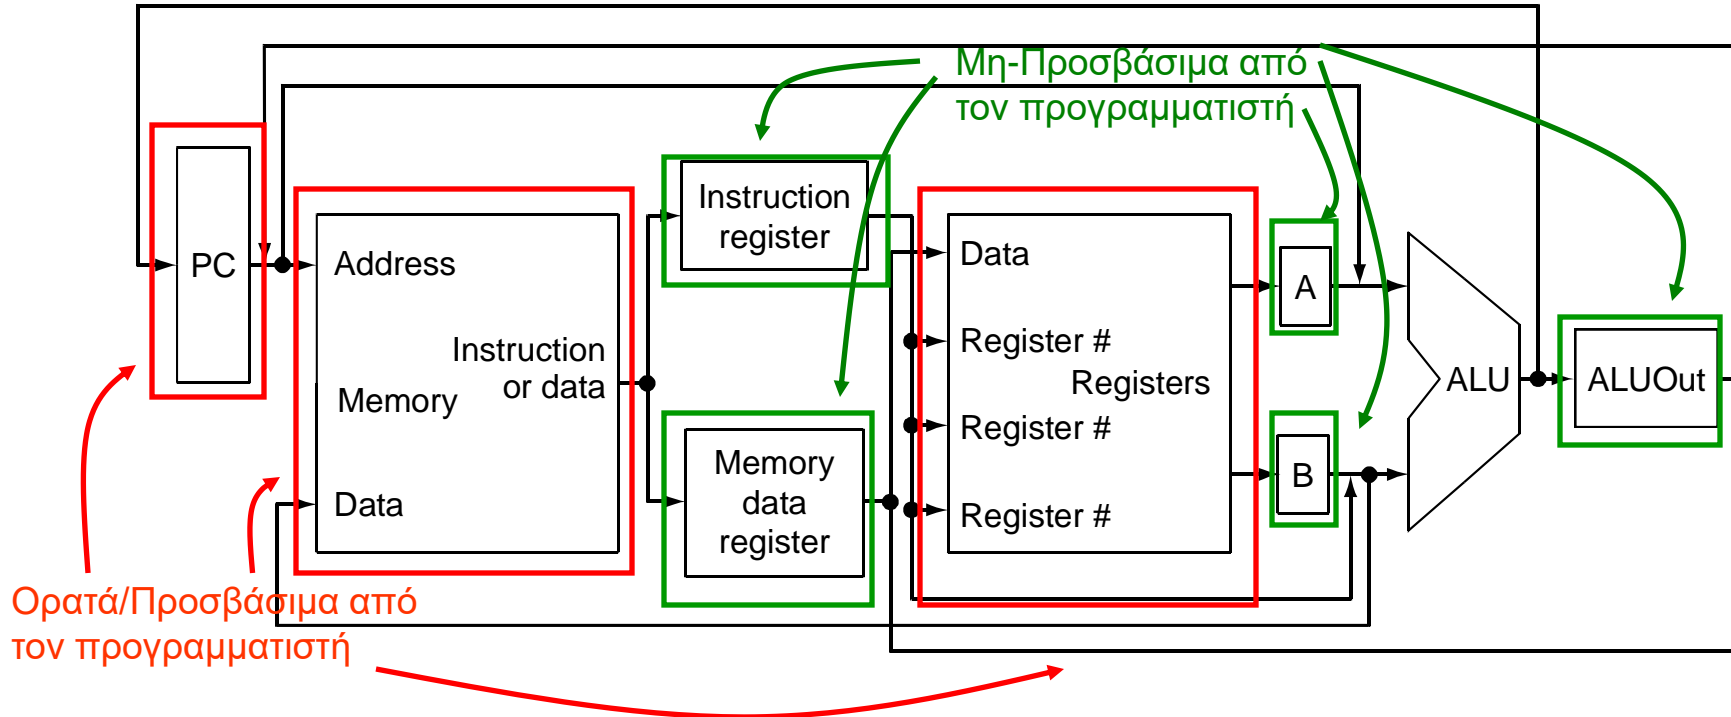 Μη-Προσβάσιμα από
τον προγραμματιστή
PC
Address
Instruction
or data
Memory
Data
Instruction
register
Memory
data
register
Data
Register #
Registers
Register #
Register #
A
B
ALU
ALUOut
Ορατά/Προσβάσιμα από
τον προγραμματιστή